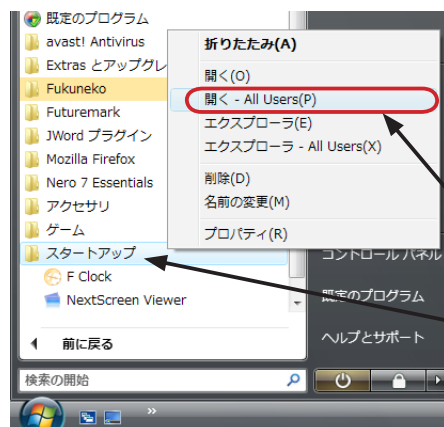 既定のプログラム
avast! Antivirus
Extras とアップグレ
Fukuneko
Futuremark
JWord プラグイン
Mozilla Firefox
Nero 7 Essentials
アクセサリ
ゲーム
スタートアップ
F Clock
NextScreen Viewer
前に戻る
検索の開始
折りたたみ(A)
開く(O)
開く - All Users(P)
エクスプローラ(E)
エクスプローラ - All Users(X)
削除(D)
名前の変更(M)
プロパティ(R)
コントロール パネル
既定のプログラム
ヘルプとサポート